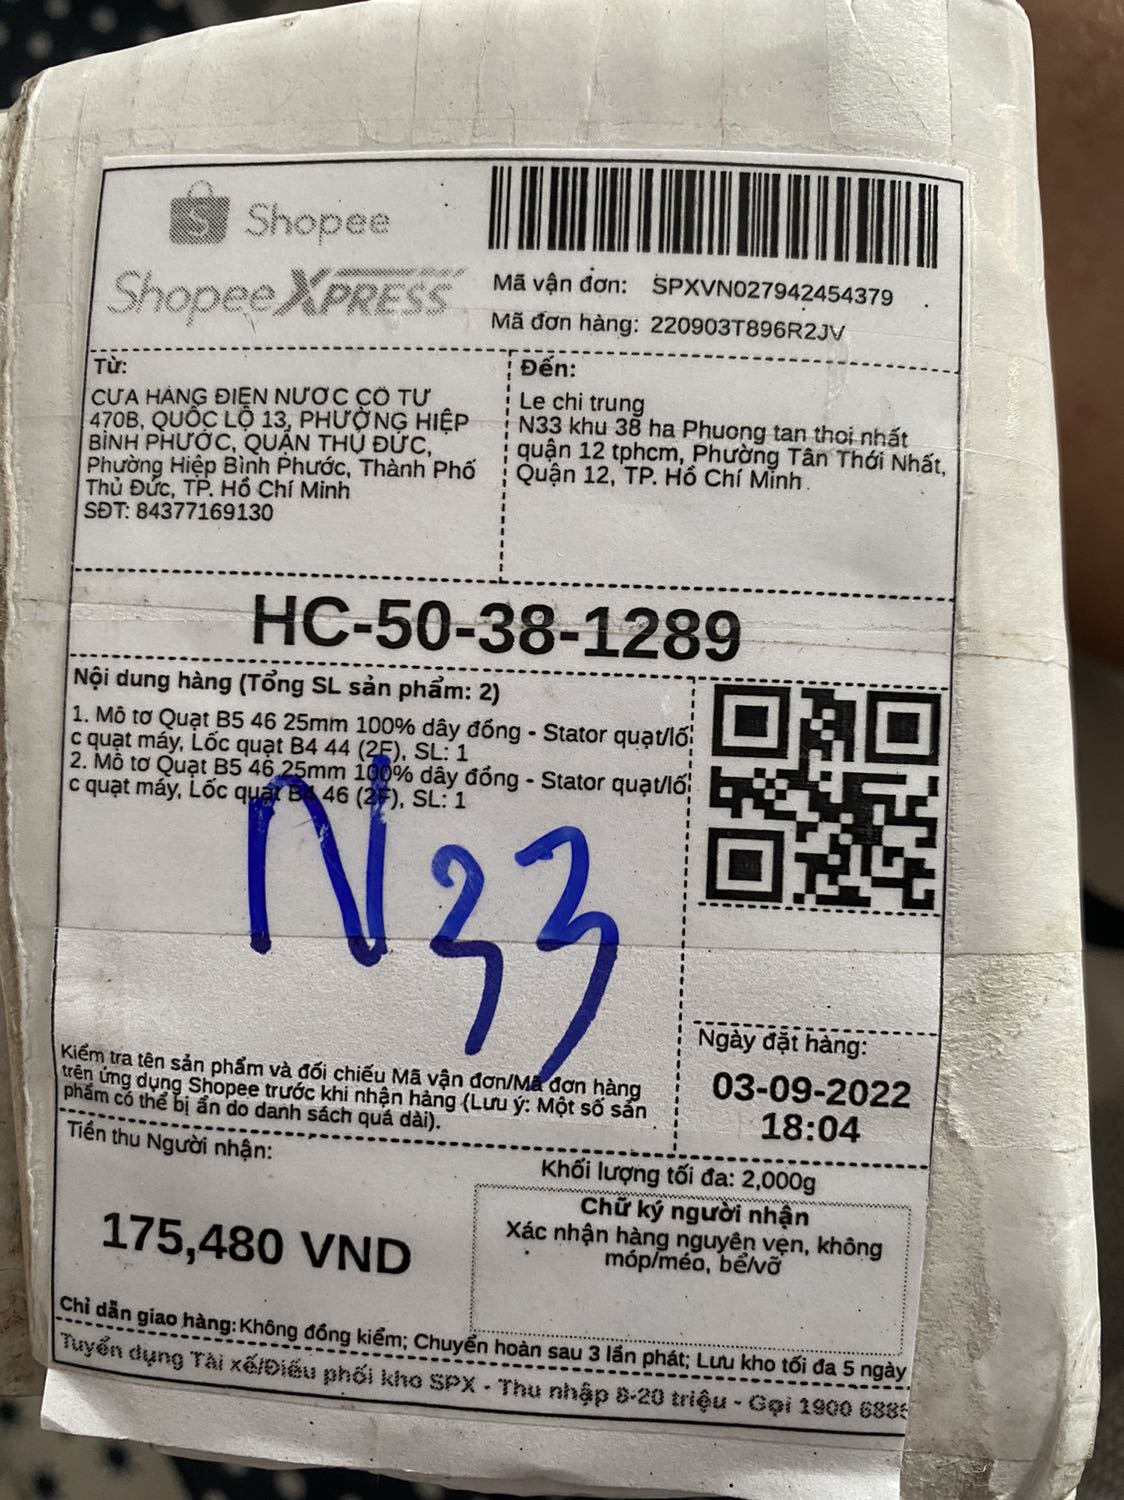 Shopee
Shopee XPRESS
Mã vận đơn: SPXVN027942454379
Mã đơn hàng: 220903T896R2JV
Từ:
CỬA HÀNG ĐIỆN NƯỚC CÔ TƯ
470B, QUỐC LỘ 13, PHƯỜNG HIỆP
BÌNH PHƯỚC, QUẬN THỦ ĐỨC,
Phường Hiệp Bình Phước, Thành Phố
Thủ Đức, TP. Hồ Chí Minh
SĐT: 84377169130
Đến:
Le chi trung
N33 khu 38 ha Phuong tan thoi nhất
quận 12 tphcm, Phường Tân Thới Nhất,
Quận 12, TP. Hồ Chí Minh
HC-50-38-1289
Nội dung hàng (Tổng SL sản phẩm: 2)
1. Mô tơ Quạt B5 46 25mm 100% dây đồng - Stator quạt/lố
c quạt máy, Lốc quạt B4 44 (2F), SL: 1
2. Mô tơ Quạt B5 46 25mm 100% dây đồng - Stator quạt/lố
c quạt máy, Lốc quạt B4 46 (2F), SL: 1
N33
Kiểm tra tên sản phẩm và đối chiếu Mã vận đơn/Mã đơn hàng
trên ứng dụng Shopee trước khi nhận hàng (Lưu ý: Một số sản
phẩm có thể bị ẩn do danh sách quá dài).
Ngày đặt hàng:
03-09-2022
18:04
Tiền thu Người nhận:
175,480 VND
Khối lượng tối đa: 2,000g
Chữ ký người nhận
Xác nhận hàng nguyên vẹn, không
móp/méo, bể/vỡ
Chỉ dẫn giao hàng: Không đồng kiểm; Chuyển hoàn sau 3 lần phát; Lưu kho tối đa 5 ngày
Tuyển dụng Tài xế/Điều phối kho SPX - Thu nhập 8-20 triệu - Gọi 1900 6885